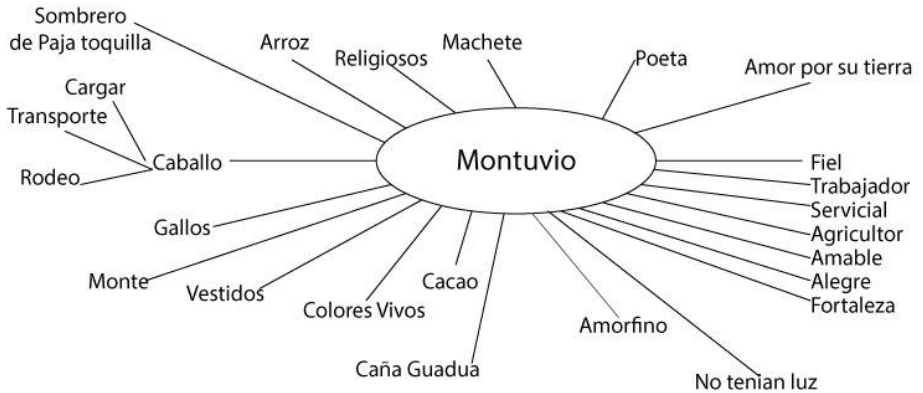 Sombrero
de Paja toquilla
Arroz
Religiosos
Machete
Poeta
Amor por su tierra
Cargar
Transporte
Rodeo
Caballo
Montuvio
Fiel
Trabajador
Servicial
Agricultor
Amable
Alegre
Fortaleza
Gallos
Monte
Vestidos
Colores Vivos
Cacao
Caña Guadua
Amorfino
No tenian luz